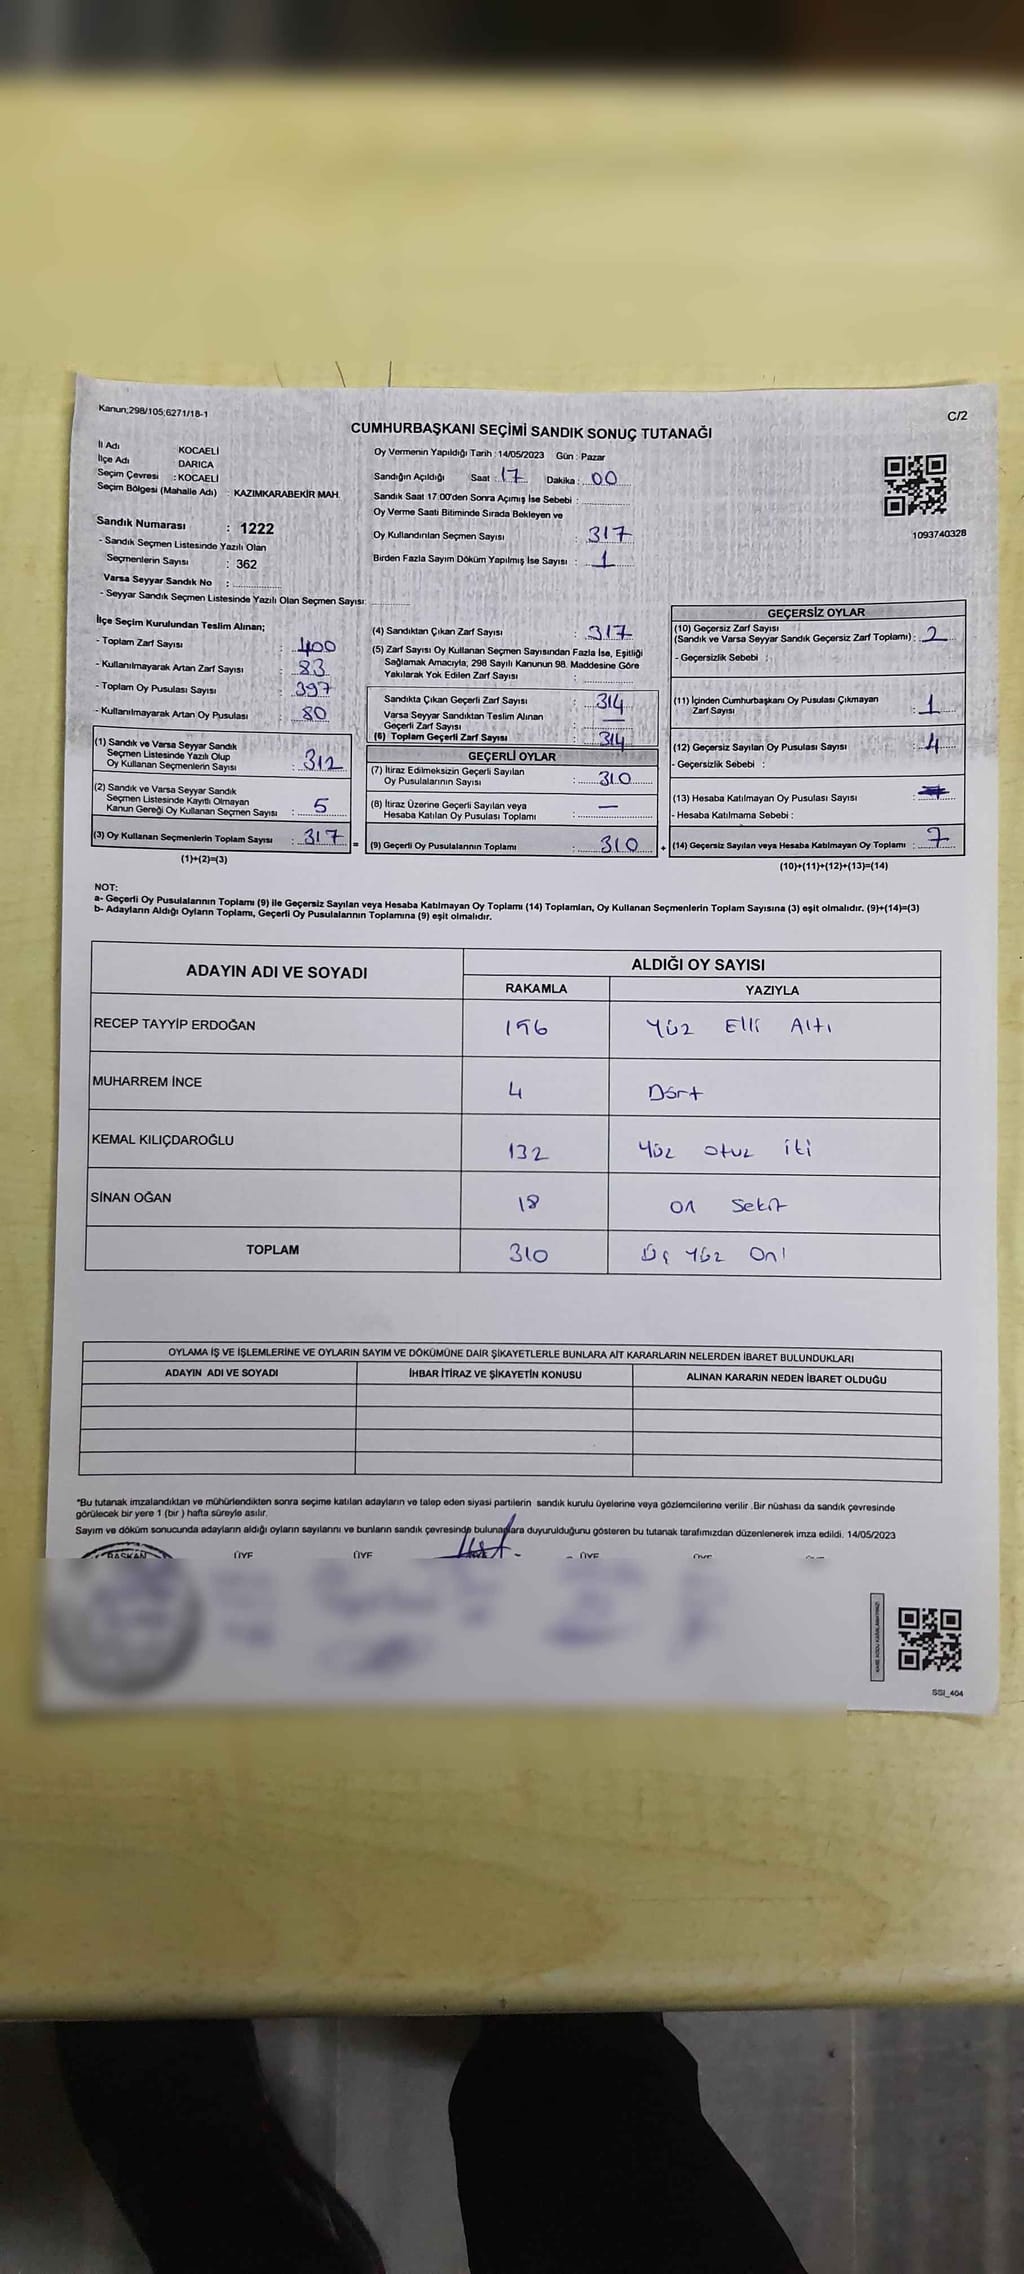 Kanun;298/105;6271/18-1
C/2
CUMHURBAŞKANI SEÇİMİ SANDIK SONUÇ TUTANAĞI
İl Adı KOCAELİ
İlçe Adı DARICA
Seçim Çevresi : KOCAELİ
Seçim Bölgesi (Mahalle Adı) : KAZIMKARABEKİR MAH.
Sandık Numarası : 1222
- Sandık Seçmen Listesinde Yazılı Olan
Seçmenlerin Sayısı : 362
Varsa Seyyar Sandık No :
- Seyyar Sandık Seçmen Listesinde Yazılı Olan Seçmen Sayısı:
Oy Vermenin Yapıldığı Tarih : 14/05/2023 Gün : Pazar
Sandığın Açıldığı Saat : 17 Dakika : 00
Sandık Saat 17:00'den Sonra Açımış İse Sebebi :
Oy Verme Saati Bitiminde Sırada Bekleyen ve
Oy Kullandırılan Seçmen Sayısı : 317
Birden Fazla Sayım Döküm Yapılmış İse Sayısı : 1
1093740328
İlçe Seçim Kurulundan Teslim Alınan;
- Toplam Zarf Sayısı : 400
- Kullanılmayarak Artan Zarf Sayısı : 83
- Toplam Oy Pusulası Sayısı : 397
- Kullanılmayarak Artan Oy Pusulası : 80
(1) Sandık ve Varsa Seyyar Sandık
Seçmen Listesinde Yazılı Olup
Oy Kullanan Seçmenlerin Sayısı : 312
(2) Sandık ve Varsa Seyyar Sandık
Seçmen Listesinde Kayıtlı Olmayan
Kanun Gereği Oy Kullanan Seçmen Sayısı : 5
(3) Oy Kullanan Seçmenlerin Toplam Sayısı : 317
(1)+(2)=(3)
(4) Sandıktan Çıkan Zarf Sayısı : 317
(5) Zarf Sayısı Oy Kullanan Seçmen Sayısından Fazla İse, Eşitliği
Sağlamak Amacıyla, 298 Sayılı Kanunun 98. Maddesine Göre
Yakılarak Yok Edilen Zarf Sayısı :
Sandıkta Çıkan Geçerli Zarf Sayısı : 314
Varsa Seyyar Sandıktan Teslim Alınan
Geçerli Zarf Sayısı : —
(6) Toplam Geçerli Zarf Sayısı : 314
GEÇERLİ OYLAR
(7) İtiraz Edilmeksizin Geçerli Sayılan
Oy Pusulalarının Sayısı : 310
(8) İtiraz Üzerine Geçerli Sayılan veya
Hesaba Katılan Oy Pusulası Toplamı : —
= (9) Geçerli Oy Pusulalarının Toplamı : 310
GEÇERSİZ OYLAR
(10) Geçersiz Zarf Sayısı
(Sandık ve Varsa Seyyar Sandık Geçersiz Zarf Toplamı) : 2
- Geçersizlik Sebebi :
(11) İçinden Cumhurbaşkanı Oy Pusulası Çıkmayan
Zarf Sayısı : 1
(12) Geçersiz Sayılan Oy Pusulası Sayısı : 4
- Geçersizlik Sebebi :
(13) Hesaba Katılmayan Oy Pusulası Sayısı :
- Hesaba Katılmama Sebebi :
+ (14) Geçersiz Sayılan veya Hesaba Katılmayan Oy Toplamı : 7
(10)+(11)+(12)+(13)=(14)
NOT:
a- Geçerli Oy Pusulalarının Toplamı (9) ile Geçersiz Sayılan veya Hesaba Katılmayan Oy Toplamı (14) Toplamları, Oy Kullanan Seçmenlerin Toplam Sayısına (3) eşit olmalıdır. (9)+(14)=(3)
b- Adayların Aldığı Oyların Toplamı, Geçerli Oy Pusulalarının Toplamına (9) eşit olmalıdır.
ADAYIN ADI VE SOYADI ALDIĞI OY SAYISI
RAKAMLA YAZIYLA
RECEP TAYYİP ERDOĞAN 156 Yüz Elli Altı
MUHARREM İNCE 4 Dört
KEMAL KILIÇDAROĞLU 132 Yüz otuz iki
SİNAN OĞAN 18 on Sekiz
TOPLAM 310 Üç Yüz On
OYLAMA İŞ VE İŞLEMLERİNE VE OYLARIN SAYIM VE DÖKÜMÜNE DAİR ŞİKAYETLERLE BUNLARA AİT KARARLARIN NELERDEN İBARET BULUNDUKLARI
ADAYIN ADI VE SOYADI İHBAR İTİRAZ VE ŞİKAYETİN KONUSU ALINAN KARARIN NEDEN İBARET OLDUĞU
*Bu tutanak imzalandıktan ve mühürlendikten sonra seçime katılan adayların ve talep eden siyasi partilerin sandık kurulu üyelerine veya gözlemcilerine verilir .Bir nüshası da sandık çevresinde
görülecek bir yere 1 (bir ) hafta süreyle asılır.
Sayım ve döküm sonucunda adayların aldığı oyların sayılarını ve bunların sandık çevresinde bulunanlara duyurulduğunu gösteren bu tutanak tarafımızdan düzenlenerek imza edildi. 14/05/2023
BAŞKAN ÜYE ÜYE ÜYE ÜYE
SSI_404